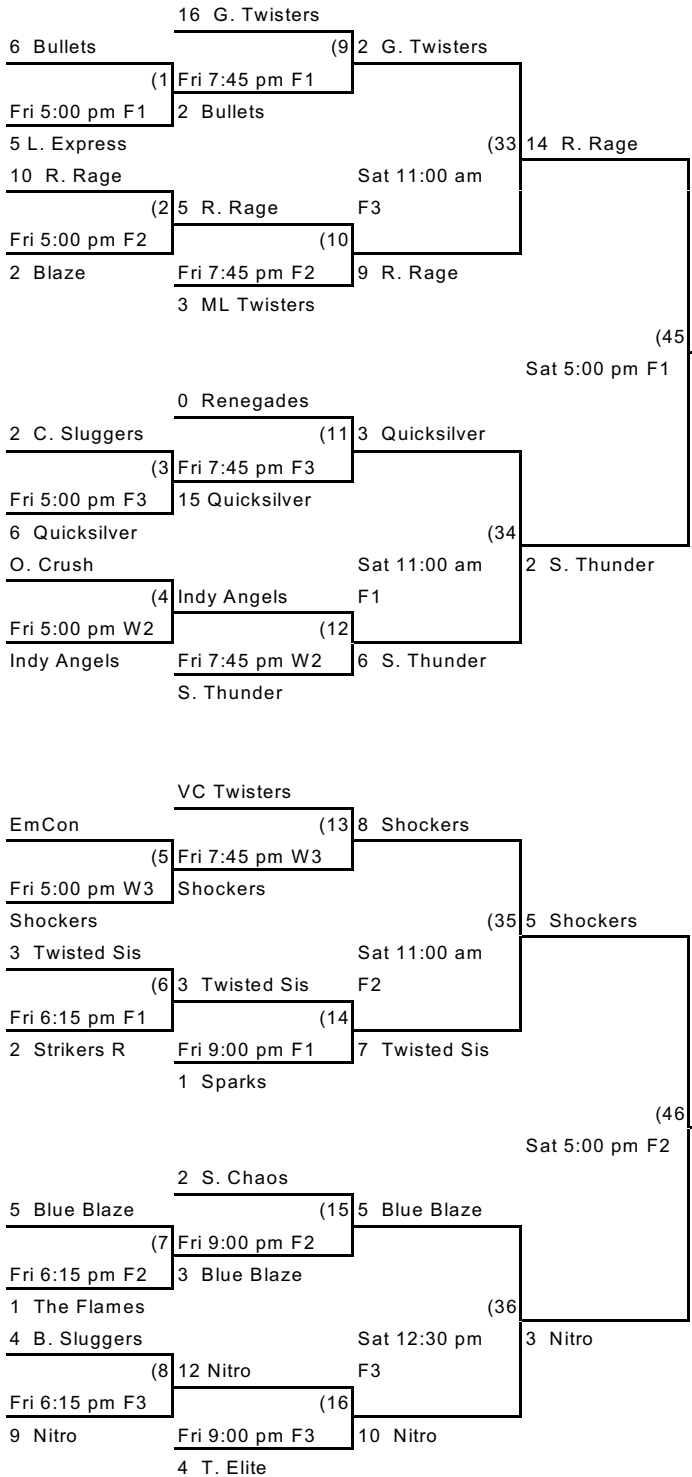 16 G. Twisters
6 Bullets
(9
2 G. Twisters
(1
Fri 7:45 pm F1
Fri 5:00 pm F1
2 Bullets
5 L. Express
(33
14 R. Rage
10 R. Rage
Sat 11:00 am
(2
5 R. Rage
F3
Fri 5:00 pm F2
(10
2 Blaze
Fri 7:45 pm F2
9 R. Rage
3 ML Twisters
(45
Sat 5:00 pm F1
0 Renegades
2 C. Sluggers
(11
3 Quicksilver
(3
Fri 7:45 pm F3
Fri 5:00 pm F3
15 Quicksilver
6 Quicksilver
(34
O. Crush
Sat 11:00 am
2 S. Thunder
(4
Indy Angels
F1
Fri 5:00 pm W2
(12
Indy Angels
Fri 7:45 pm W2
6 S. Thunder
S. Thunder
VC Twisters
EmCon
(13
8 Shockers
(5
Fri 7:45 pm W3
Fri 5:00 pm W3
Shockers
Shockers
(35
5 Shockers
3 Twisted Sis
Sat 11:00 am
(6
3 Twisted Sis
F2
Fri 6:15 pm F1
(14
2 Strikers R
Fri 9:00 pm F1
7 Twisted Sis
1 Sparks
(46
Sat 5:00 pm F2
2 S. Chaos
5 Blue Blaze
(15
5 Blue Blaze
(7
Fri 9:00 pm F2
Fri 6:15 pm F2
3 Blue Blaze
1 The Flames
(36
4 B. Sluggers
Sat 12:30 pm
3 Nitro
(8
12 Nitro
F3
Fri 6:15 pm F3
(16
9 Nitro
Fri 9:00 pm F3
10 Nitro
4 T. Elite